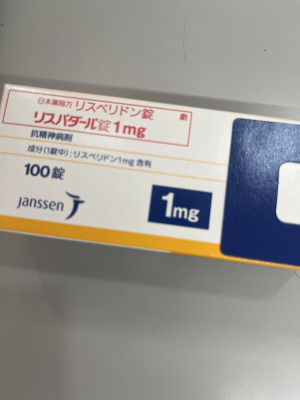 日本薬局方 リスペリドン錠
劇
リスパダール錠1mg
抗精神病剤
成分(1錠中):リスペリドン1mg含有
100錠
janssen
1mg